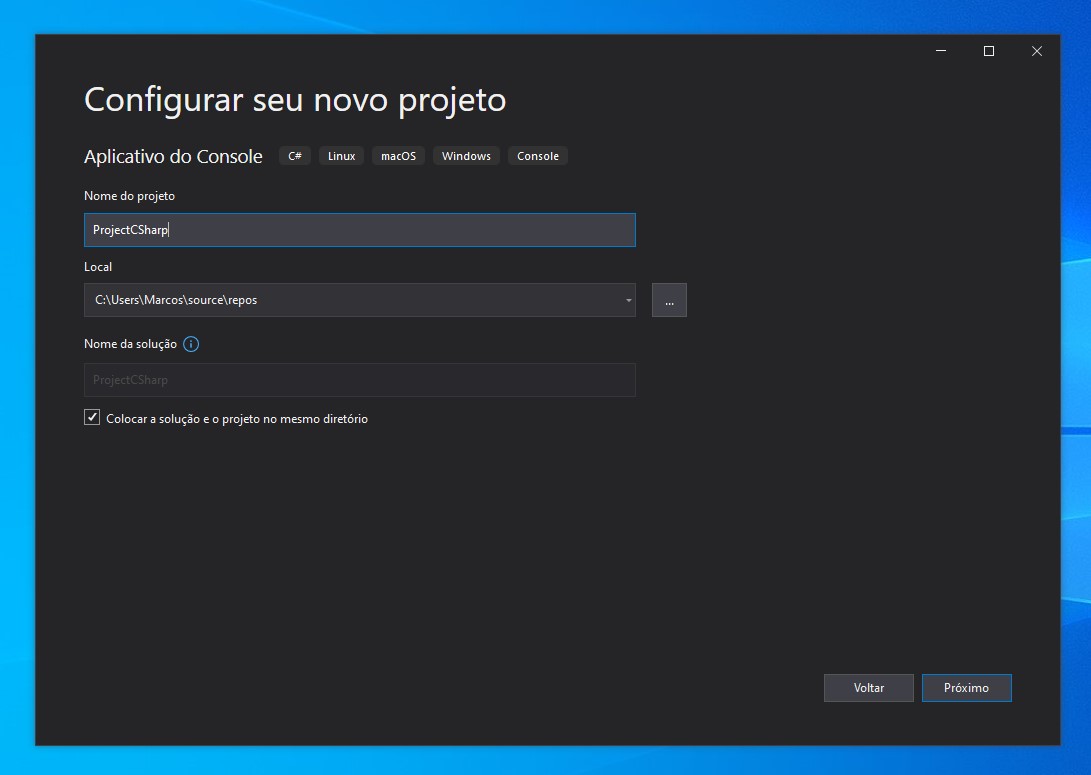 Configurar seu novo projeto
Aplicativo do Console C# Linux macOS Windows Console
Nome do projeto
ProjectCSharp
Local
C:\Users\Marcos\source\repos
...
Nome da solução
ProjectCSharp
Colocar a solução e o projeto no mesmo diretório
Voltar Próximo